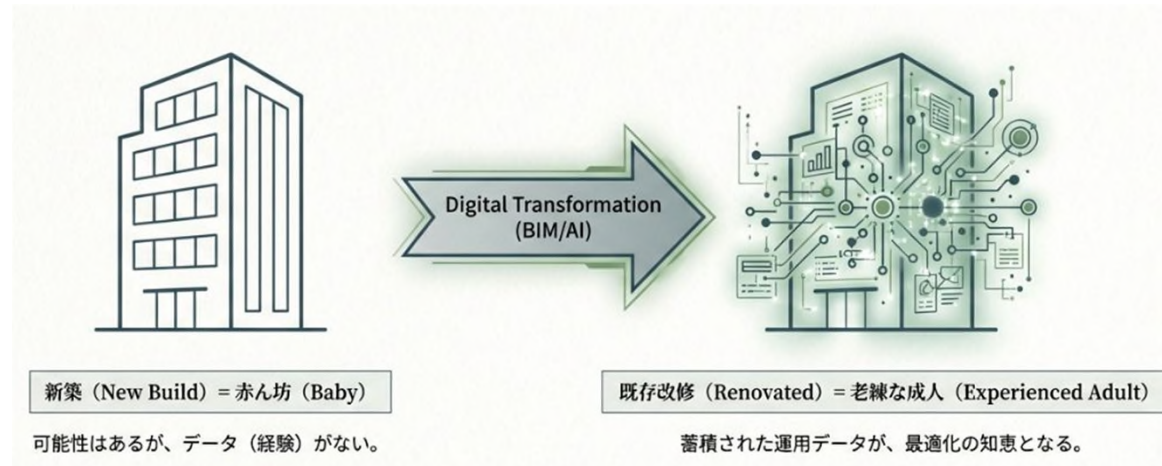 Digital Transformation
(BIM/AI)
新築（New Build）= 赤ん坊（Baby）
既存改修（Renovated）= 老練な成人（Experienced Adult）
可能性はあるが、データ（経験）がない。
蓄積された運用データが、最適化の知恵となる。